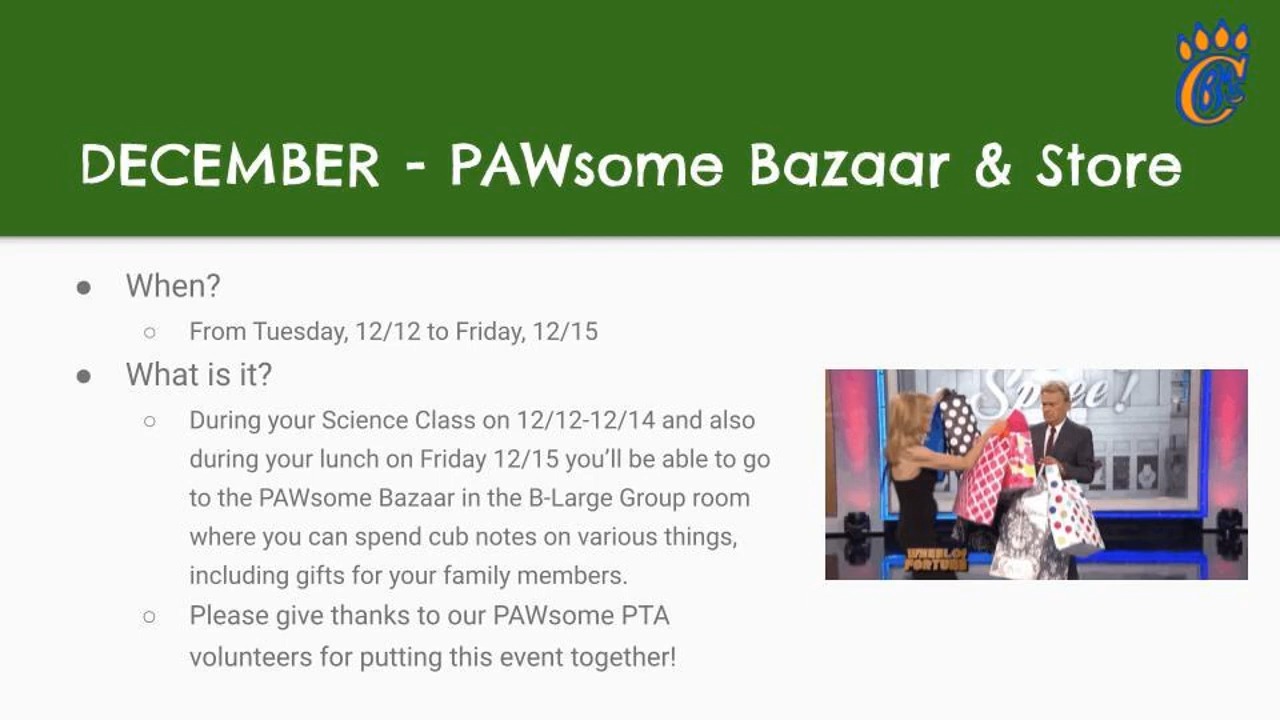 DECEMBER - PAWsome Bazaar & Store
● When?
○ From Tuesday, 12/12 to Friday, 12/15
● What is it?
○ During your Science Class on 12/12-12/14 and also
during your lunch on Friday 12/15 you’ll be able to go
to the PAWsome Bazaar in the B-Large Group room
where you can spend cub notes on various things,
including gifts for your family members.
○ Please give thanks to our PAWsome PTA
volunteers for putting this event together!
Spree!
WHEEL OF
FORTUNE